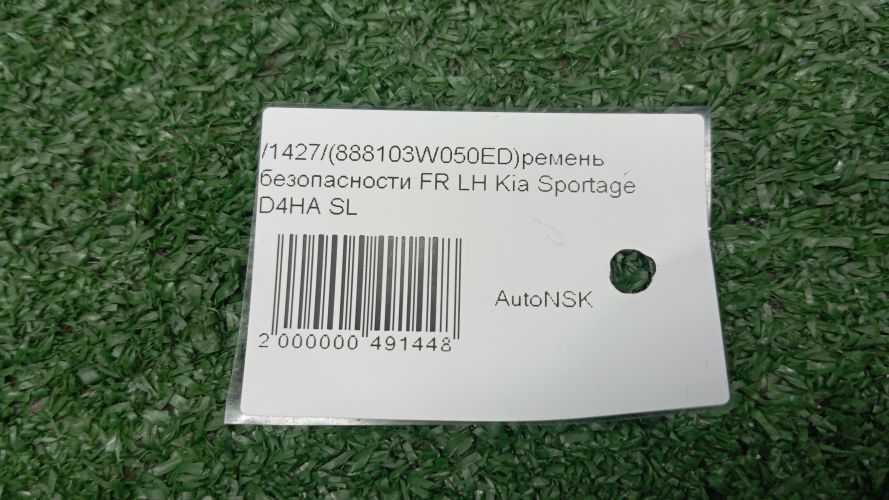 /1427/(888103W050ED)ремень
безопасности FR LH Kia Sportage
D4HA SL
AutoNSK
2 000000 491448